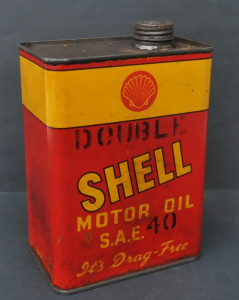 DOUBLE
SHELL
MOTOR OIL
S.A.E. 40
It's Drag-Free